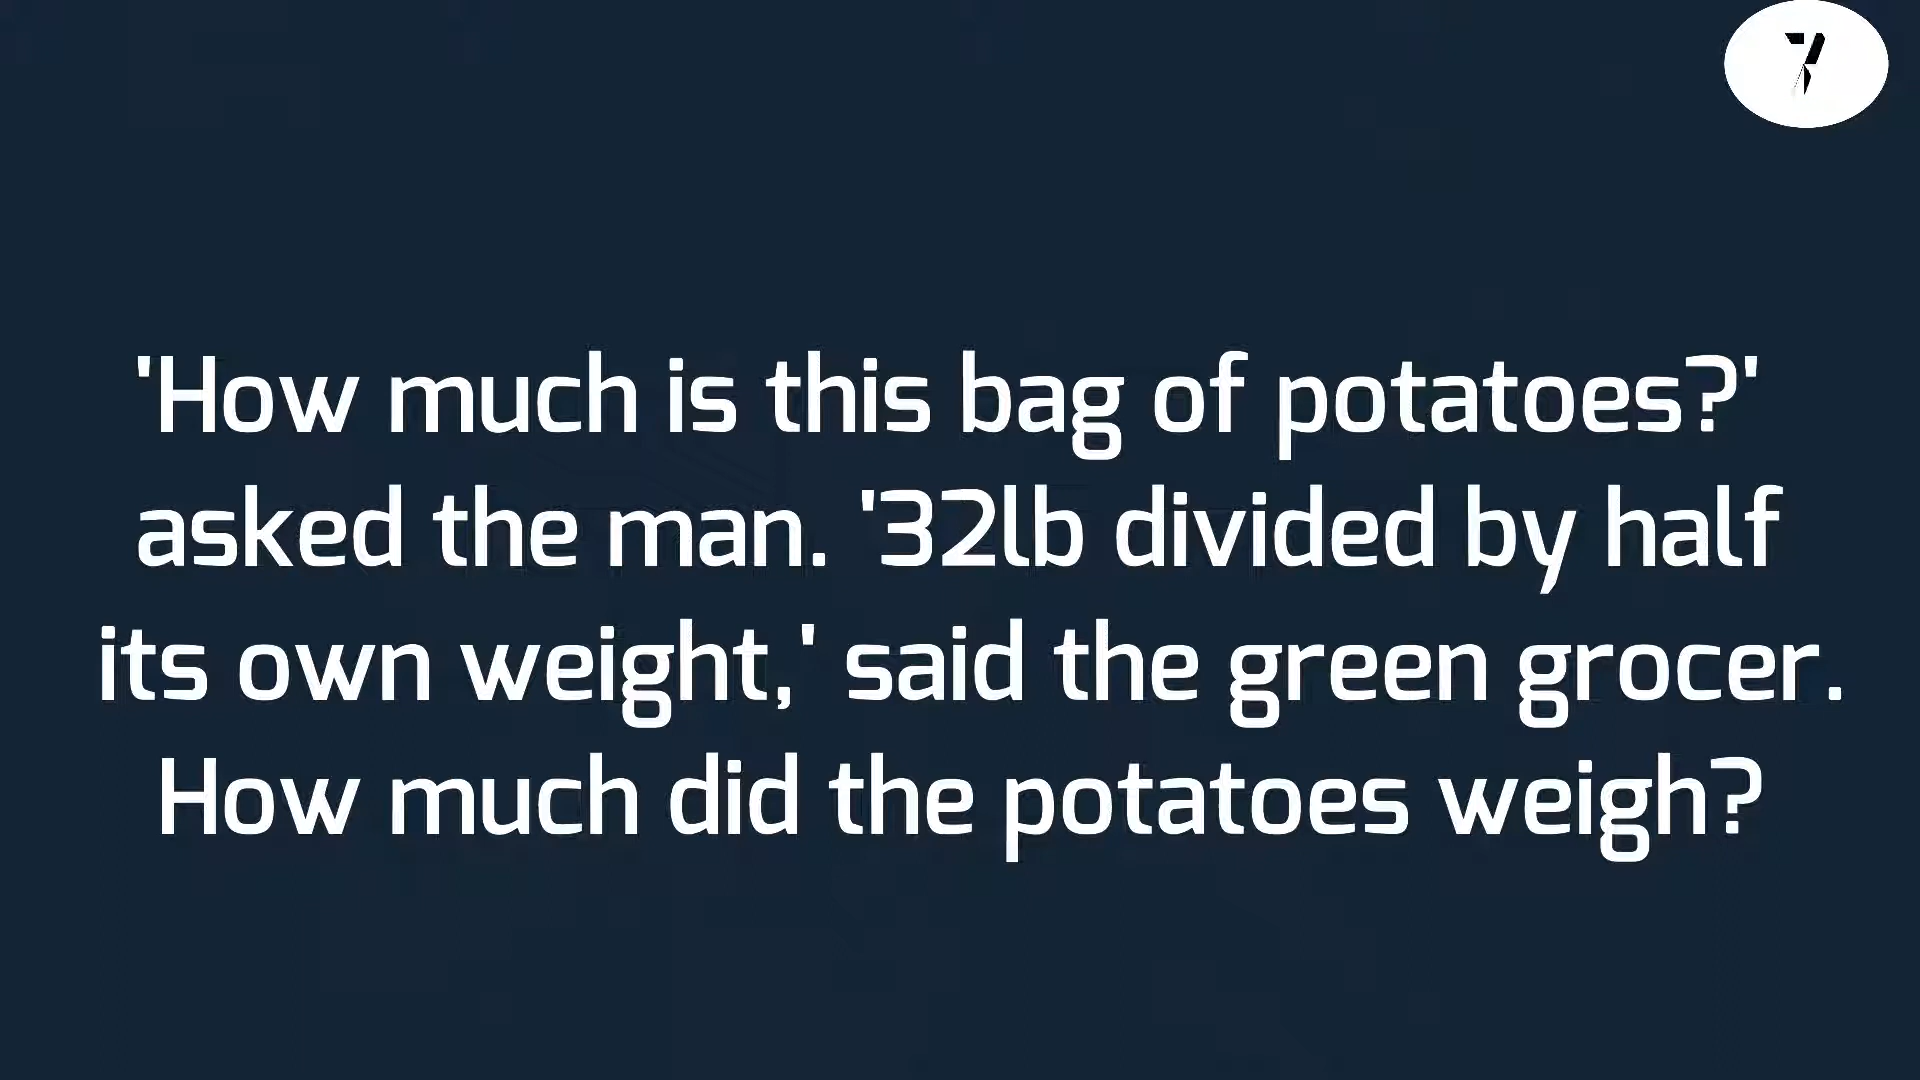 7
'How much is this bag of potatoes?'
asked the man. '32lb divided by half
its own weight,' said the green grocer.
How much did the potatoes weigh?